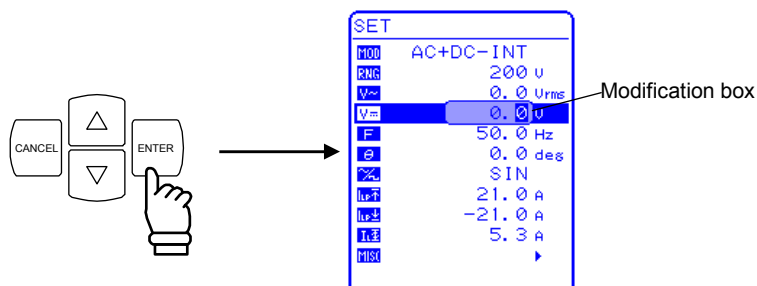 CANCEL
ENTER
SET
MOD AC+DC-INT
RNG 200 V
V~ 0.0 Vrms
V⎓ 0.0 V
F 50.0 Hz
θ 0.0 deg
SIN
21.0 A
-21.0 A
5.3 A
MISC
Modification box